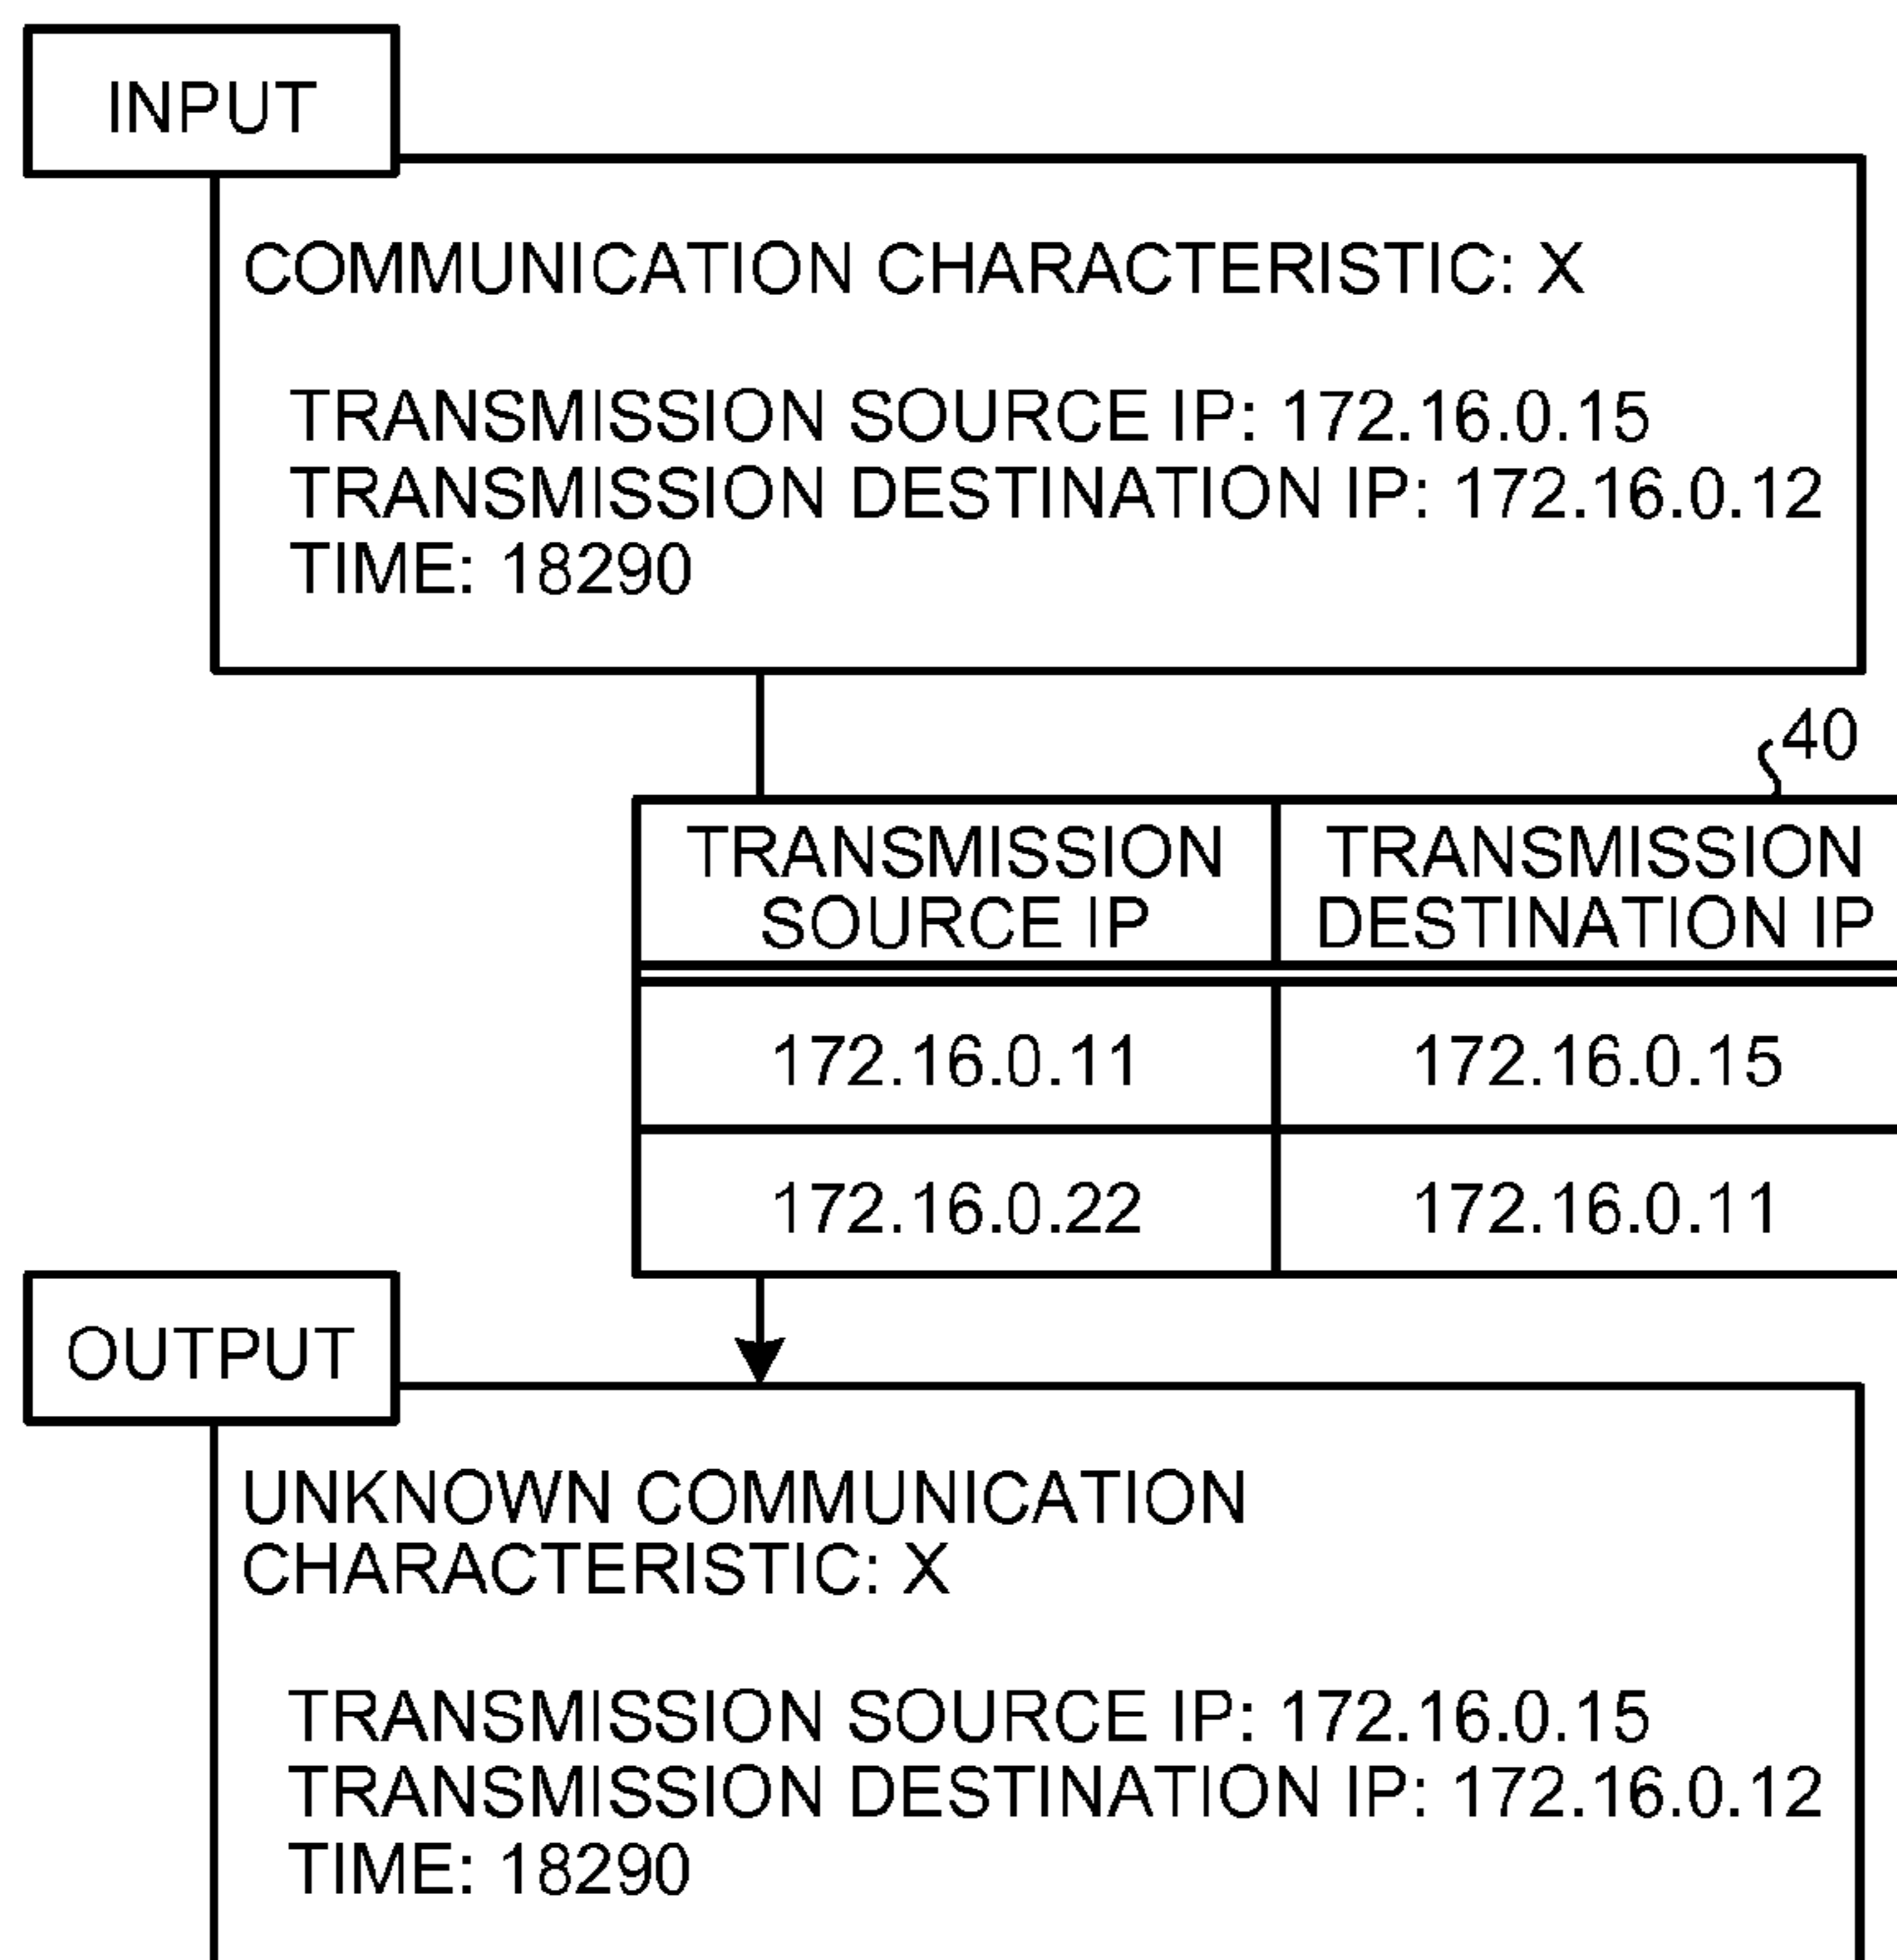 INPUT
COMMUNICATION CHARACTERISTIC: X
TRANSMISSION SOURCE IP: 172.16.0.15
TRANSMISSION DESTINATION IP: 172.16.0.12
TIME: 18290
40
TRANSMISSION SOURCE IP
TRANSMISSION DESTINATION IP
172.16.0.11
172.16.0.15
172.16.0.22
172.16.0.11
OUTPUT
UNKNOWN COMMUNICATION
CHARACTERISTIC: X
TRANSMISSION SOURCE IP: 172.16.0.15
TRANSMISSION DESTINATION IP: 172.16.0.12
TIME: 18290